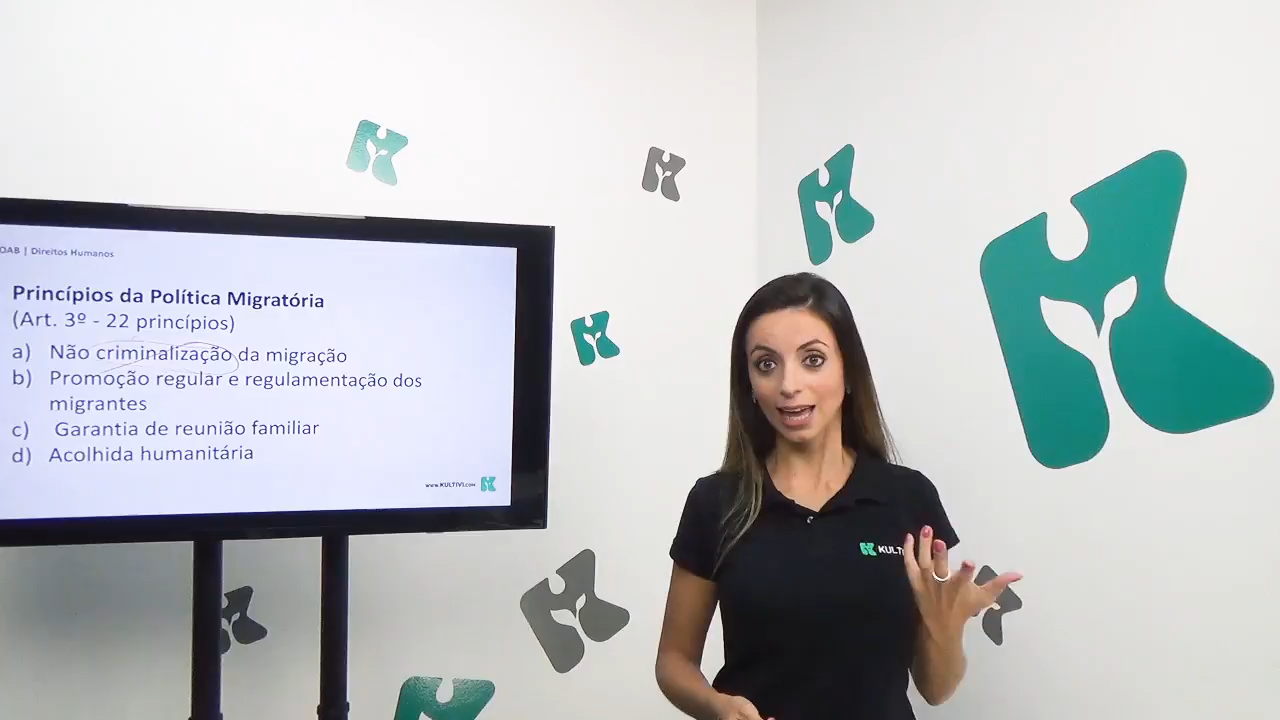 OAB | Direitos Humanos
Princípios da Política Migratória
(Art. 3º - 22 princípios)
a) Não criminalização da migração
b) Promoção regular e regulamentação dos
migrantes
c) Garantia de reunião familiar
d) Acolhida humanitária
www.KULTIVI.com
KULT